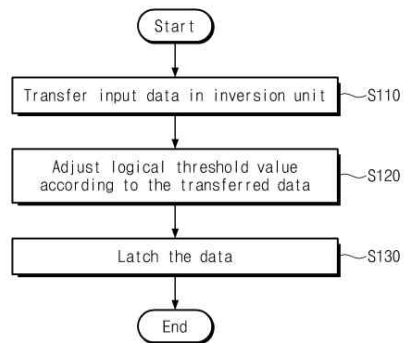 Start
Transfer input data in inversion unit
S110
Adjust logical threshold value
according to the transferred data
S120
Latch the data
S130
End